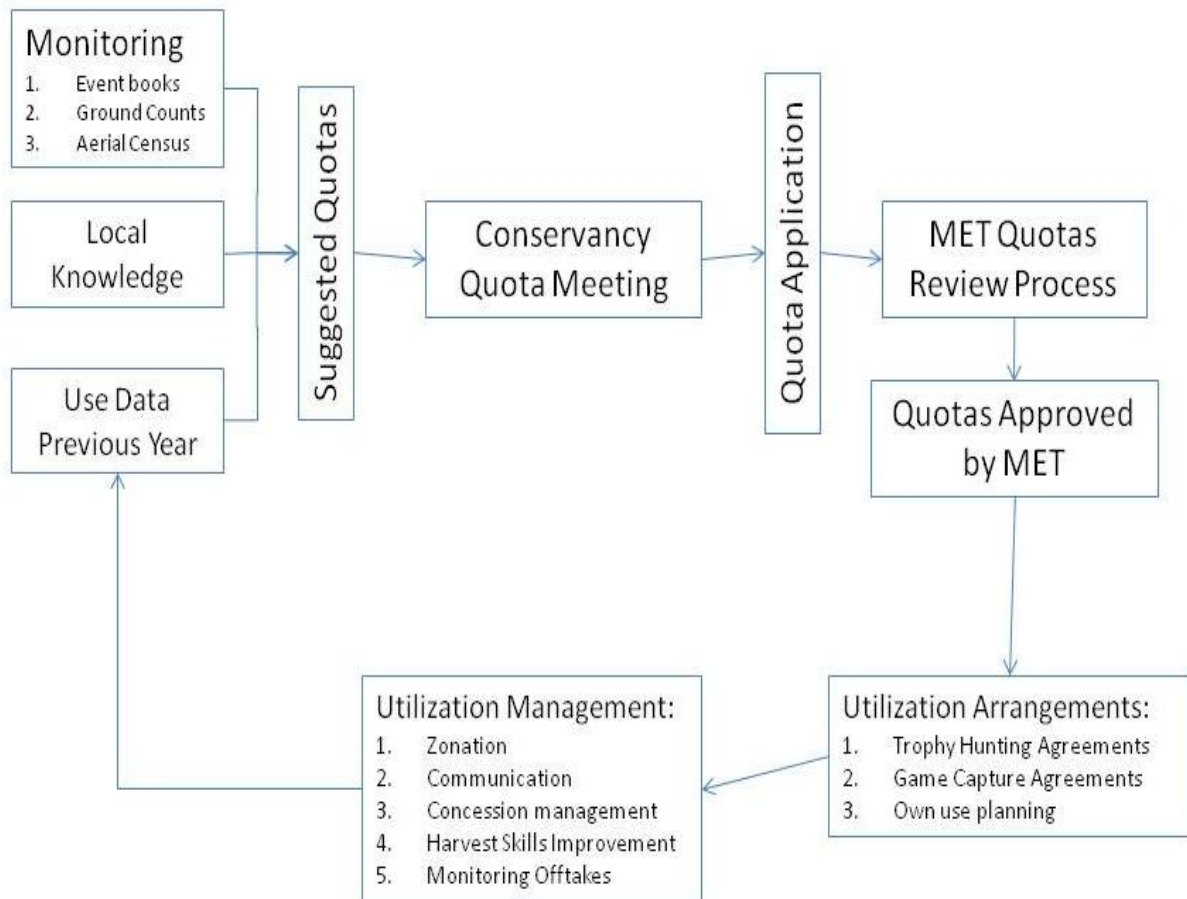 Monitoring
1. Event books
2. Ground Counts
3. Aerial Census
Local
Knowledge
Use Data
Previous Year
Suggested Quotas
Conservancy
Quota Meeting
Quota Application
MET Quotas
Review Process
Quotas Approved
by MET
Utilization Arrangements:
1. Trophy Hunting Agreements
2. Game Capture Agreements
3. Own use planning
Utilization Management:
1. Zonation
2. Communication
3. Concession management
4. Harvest Skills Improvement
5. Monitoring Offtakes